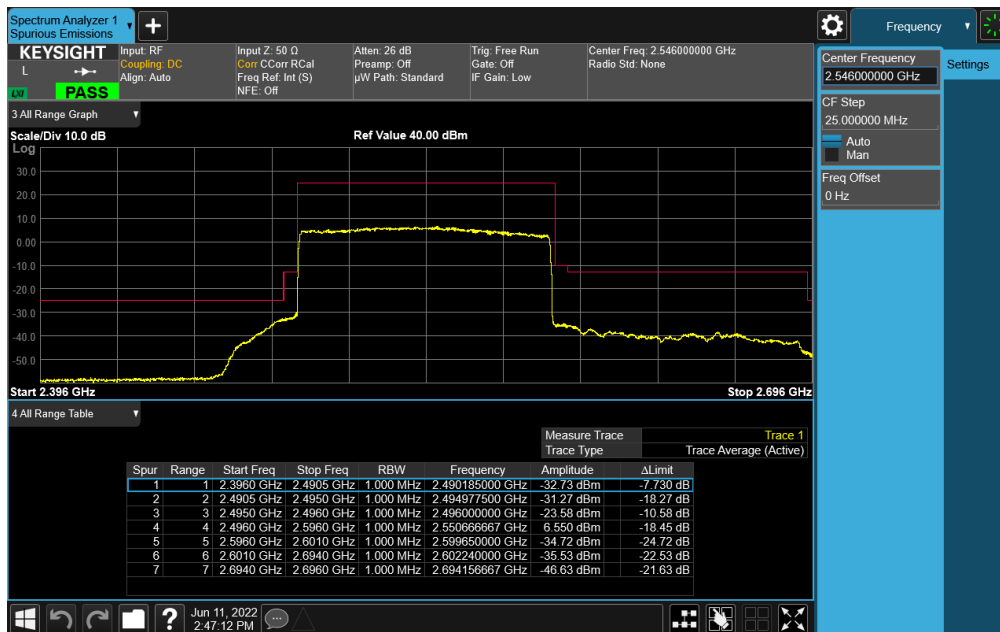 Spectrum Analyzer 1
Spurious Emissions
Frequency
KEYSIGHT
L
LXI
PASS
Input: RF
Coupling: DC
Align: Auto
Input Z: 50 Ω
Corr CCorr RCal
Freq Ref: Int (S)
NFE: Off
Atten: 26 dB
Preamp: Off
µW Path: Standard
Trig: Free Run
Gate: Off
IF Gain: Low
Center Freq: 2.546000000 GHz
Radio Std: None
Center Frequency
2.546000000 GHz
Settings
CF Step
25.000000 MHz
Auto
Man
Freq Offset
0 Hz
3 All Range Graph
Scale/Div 10.0 dB
Ref Value 40.00 dBm
Log
30.0
20.0
10.0
0.00
-10.0
-20.0
-30.0
-40.0
-50.0
Start 2.396 GHz
Stop 2.696 GHz
4 All Range Table
Measure Trace Trace 1
Trace Type Trace Average (Active)
Spur Range Start Freq Stop Freq RBW Frequency Amplitude ΔLimit
1 1 2.3960 GHz 2.4905 GHz 1.000 MHz 2.490185000 GHz -32.73 dBm -7.730 dB
2 2 2.4905 GHz 2.4950 GHz 1.000 MHz 2.494977500 GHz -31.27 dBm -18.27 dB
3 3 2.4950 GHz 2.4960 GHz 1.000 MHz 2.496000000 GHz -23.58 dBm -10.58 dB
4 4 2.4960 GHz 2.5960 GHz 1.000 MHz 2.550666667 GHz 6.550 dBm -18.45 dB
5 5 2.5960 GHz 2.6010 GHz 1.000 MHz 2.599650000 GHz -34.72 dBm -24.72 dB
6 6 2.6010 GHz 2.6940 GHz 1.000 MHz 2.602240000 GHz -35.53 dBm -22.53 dB
7 7 2.6940 GHz 2.6960 GHz 1.000 MHz 2.694156667 GHz -46.63 dBm -21.63 dB
?
Jun 11, 2022
2:47:12 PM